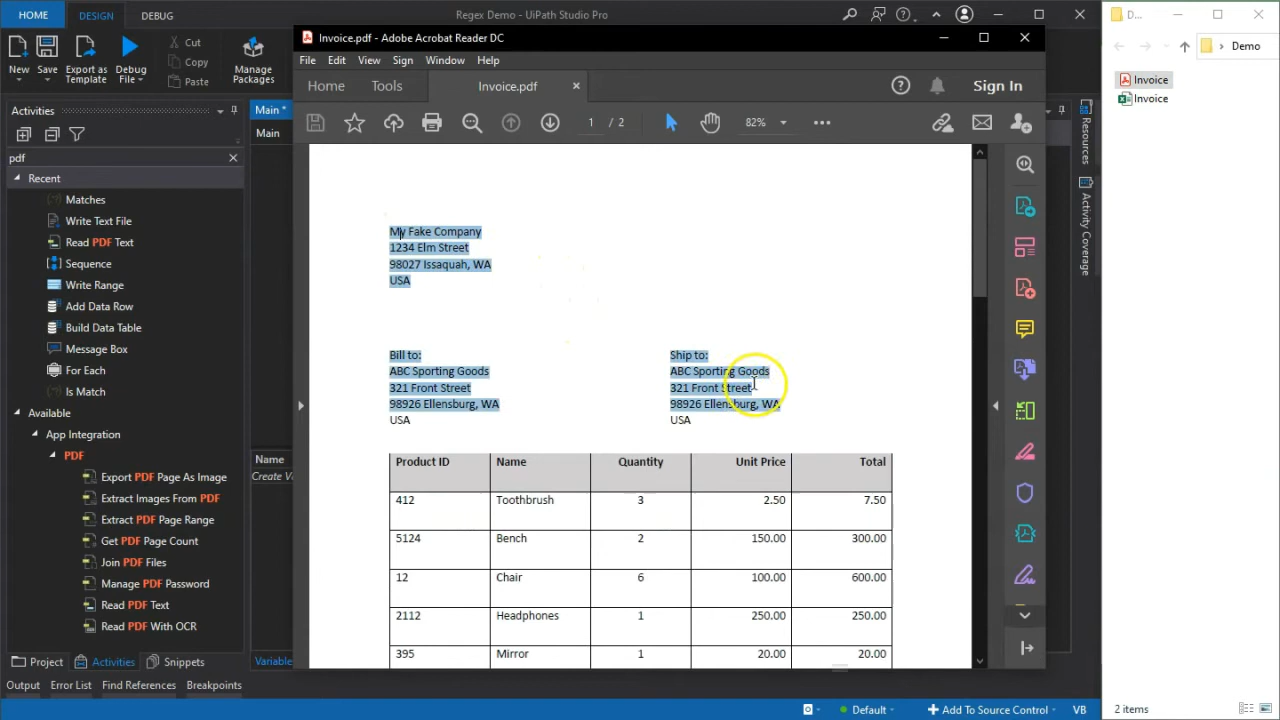 HOME
DESIGN
DEBUG
Regex Demo - UiPath Studio Pro
New
Save
Export as Template
Debug File
Cut
Copy
Paste
Manage Packages
Activities
pdf
Recent
Matches
Write Text File
Read PDF Text
Sequence
Write Range
Add Data Row
Build Data Table
Message Box
For Each
Is Match
Available
App Integration
PDF
Export PDF Page As Image
Extract Images From PDF
Extract PDF Page Range
Get PDF Page Count
Join PDF Files
Manage PDF Password
Read PDF Text
Read PDF With OCR
Project
Activities
Snippets
Output
Error List
Find References
Breakpoints
Main *
Main
Name
Create V
Variable
Invoice.pdf - Adobe Acrobat Reader DC
File Edit View Sign Window Help
Home
Tools
Invoice.pdf
Sign In
1 / 2
82%
My Fake Company
1234 Elm Street
98027 Issaquah, WA
USA
Bill to:
ABC Sporting Goods
321 Front Street
98926 Ellensburg, WA
USA
Ship to:
ABC Sporting Goods
321 Front Street
98926 Ellensburg, WA
USA
Product ID Name Quantity Unit Price Total
412 Toothbrush 3 2.50 7.50
5124 Bench 2 150.00 300.00
12 Chair 6 100.00 600.00
2112 Headphones 1 250.00 250.00
395 Mirror 1 20.00 20.00
Resources
Activity Coverage
Default
Add To Source Control
VB
D...
Demo
Invoice
Invoice
2 items